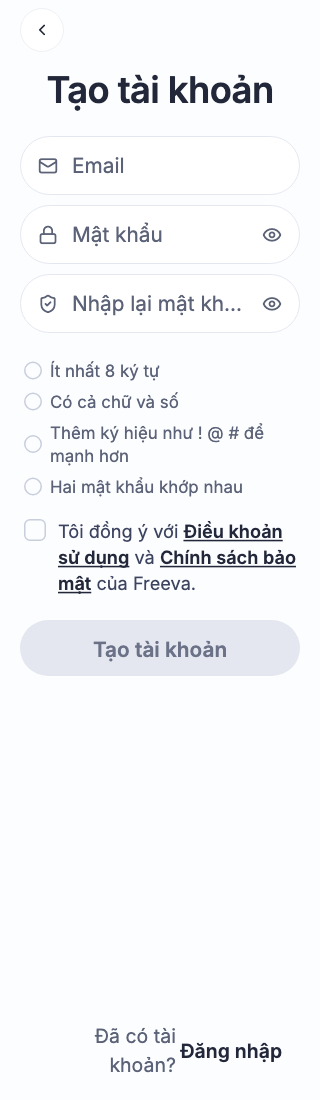 Tạo tài khoản
Email
Mật khẩu
Nhập lại mật kh...
Ít nhất 8 ký tự
Có cả chữ và số
Thêm ký hiệu như ! @ # để
mạnh hơn
Hai mật khẩu khớp nhau
Tôi đồng ý với Điều khoản
sử dụng và Chính sách bảo
mật của Freeva.
Tạo tài khoản
Đã có tài
khoản?
Đăng nhập